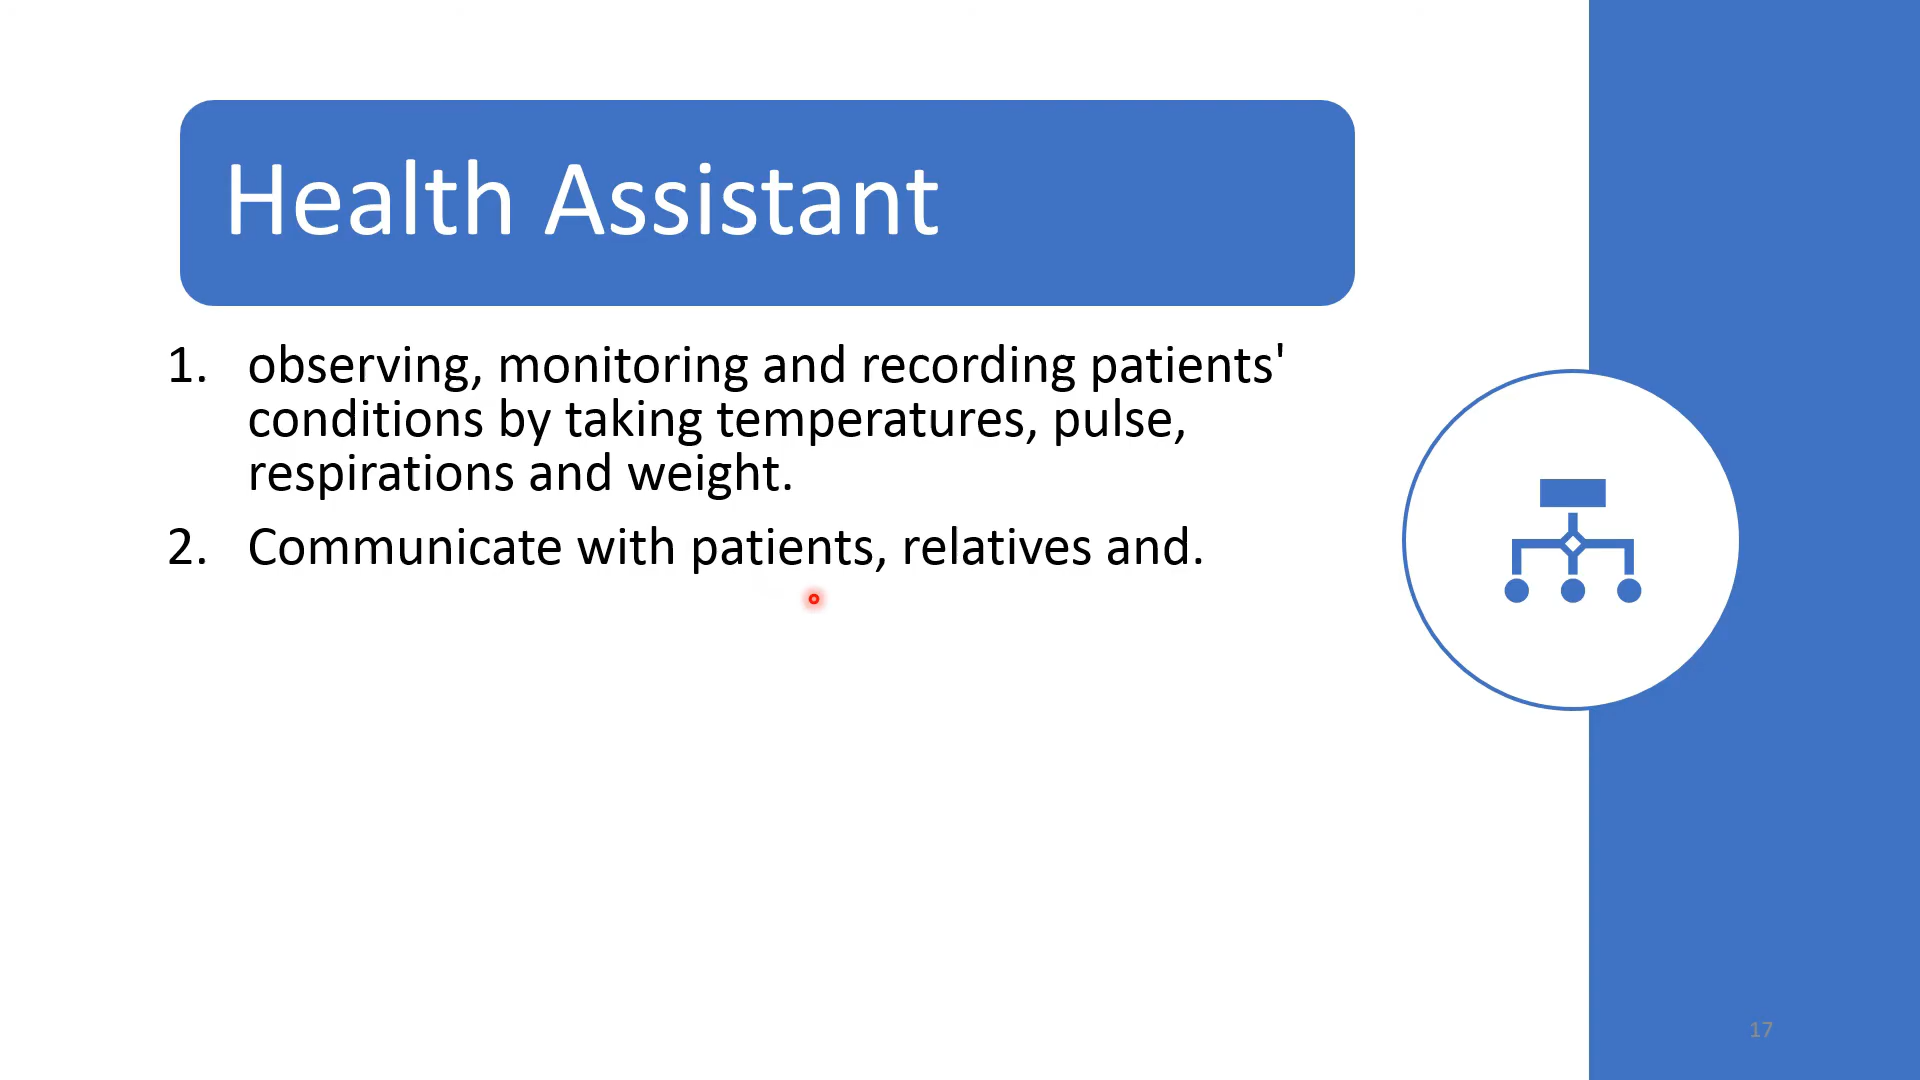 Health Assistant
1. observing, monitoring and recording patients'
conditions by taking temperatures, pulse,
respirations and weight.
2. Communicate with patients, relatives and.
17